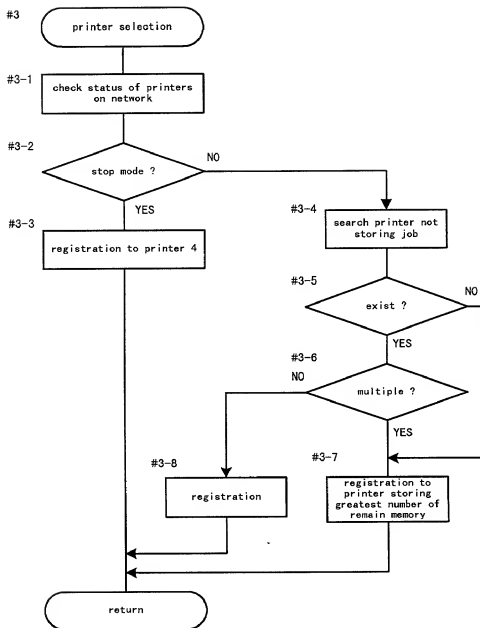 #3
printer selection
#3-1
check status of printers
on network
#3-2
stop mode ?
NO
YES
#3-3
registration to printer 4
#3-4
search printer not
storing job
#3-5
exist ?
NO
YES
#3-6
NO
multiple ?
YES
#3-8
registration
#3-7
registration to
printer storing
greatest number of
remain memory
return